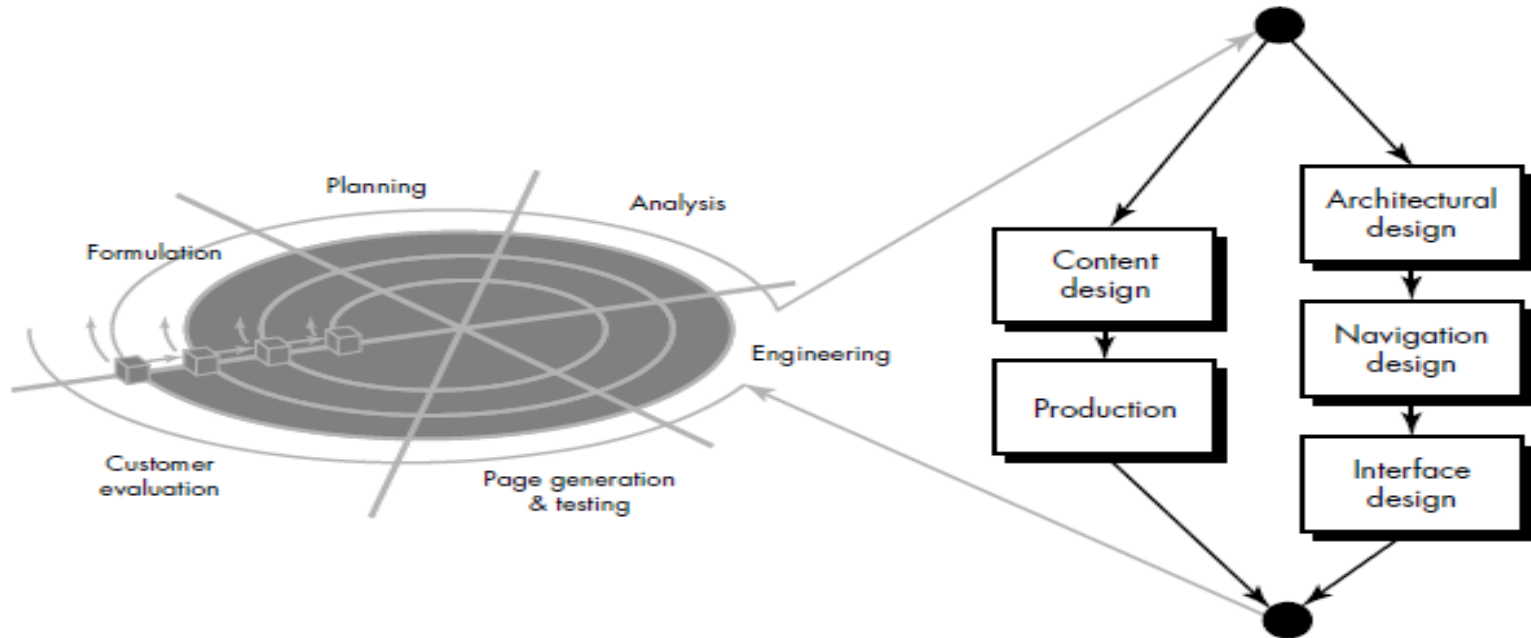 Planning
Analysis
Formulation
Engineering
Customer
evaluation
Page generation
& testing
Content
design
Production
Architectural
design
Navigation
design
Interface
design